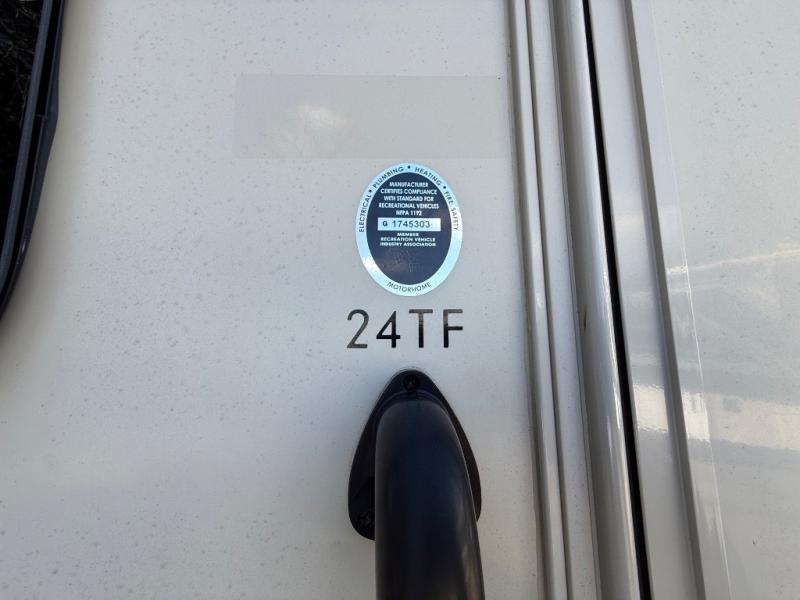 ELECTRICAL • PLUMBING • HEATING • FIRE SAFETY
MANUFACTURER
CERTIFIES COMPLIANCE
WITH STANDARD FOR
RECREATIONAL VEHICLES
NFPA 1192
G 1745303
MEMBER
RECREATION VEHICLE
INDUSTRY ASSOCIATION
MOTORHOME
24TF